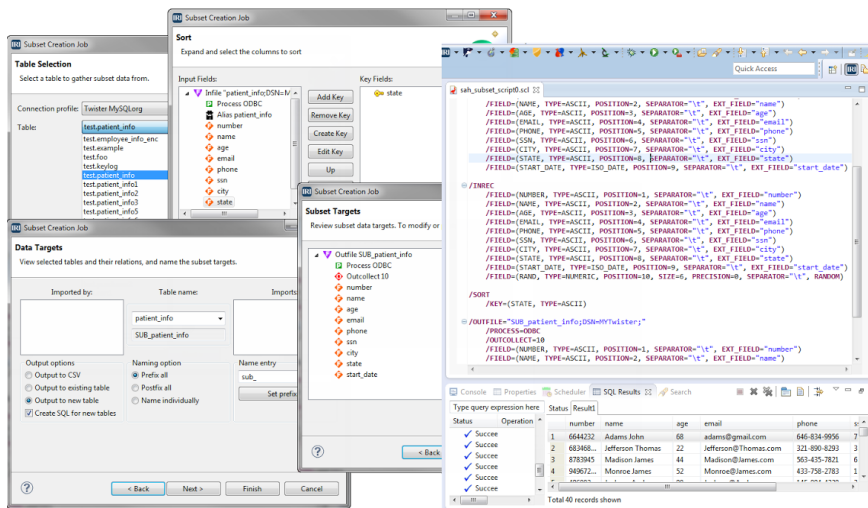 IRI Subset Creation Job
Table Selection
Select a table to gather subset data from.
Connection profile: Twister MySQLorg
Table:
test.patient_info
test.employee_info_enc
test.example
test.foo
test.keylog
test.patient_info
test.patient_info1
test.patient_info2
test.patient_info3
test.patient_info5
IRI Subset Creation Job
Sort
Expand and select the columns to sort
Input Fields:
Infile "patient_info;DSN=M
Process ODBC
Alias patient_info
number
name
age
email
phone
ssn
city
state
Add Key
Remove Key
Create Key
Edit Key
Up
Key Fields:
state
IRI Subset Creation Job
Data Targets
View selected tables and their relations, and name the subset targets.
Imported by:
Table name:
Imports:
patient_info
SUB_patient_info
Output options
Output to CSV
Output to existing table
Output to new table
Create SQL for new tables
Naming option
Prefix all
Postfix all
Name individually
Name entry
sub_
Set prefix
< Back
Next >
Finish
Cancel
IRI Subset Creation Job
Subset Targets
Review subset data targets. To modify or
Outfile SUB_patient_info
Process ODBC
Outcollect10
number
name
age
email
phone
ssn
city
state
start_date
< Back
Quick Access
IRI
sah_subset_script0.scl
/FIELD=(NAME, TYPE=ASCII, POSITION=2, SEPARATOR="\t", EXT_FIELD="name")
/FIELD=(AGE, TYPE=ASCII, POSITION=3, SEPARATOR="\t", EXT_FIELD="age")
/FIELD=(EMAIL, TYPE=ASCII, POSITION=4, SEPARATOR="\t", EXT_FIELD="email")
/FIELD=(PHONE, TYPE=ASCII, POSITION=5, SEPARATOR="\t", EXT_FIELD="phone")
/FIELD=(SSN, TYPE=ASCII, POSITION=6, SEPARATOR="\t", EXT_FIELD="ssn")
/FIELD=(CITY, TYPE=ASCII, POSITION=7, SEPARATOR="\t", EXT_FIELD="city")
/FIELD=(STATE, TYPE=ASCII, POSITION=8, SEPARATOR="\t", EXT_FIELD="state")
/FIELD=(START_DATE, TYPE=ISO_DATE, POSITION=9, SEPARATOR="\t", EXT_FIELD="start_date")
/INREC
/FIELD=(NUMBER, TYPE=ASCII, POSITION=1, SEPARATOR="\t", EXT_FIELD="number")
/FIELD=(NAME, TYPE=ASCII, POSITION=2, SEPARATOR="\t", EXT_FIELD="name")
/FIELD=(AGE, TYPE=ASCII, POSITION=3, SEPARATOR="\t", EXT_FIELD="age")
/FIELD=(EMAIL, TYPE=ASCII, POSITION=4, SEPARATOR="\t", EXT_FIELD="email")
/FIELD=(PHONE, TYPE=ASCII, POSITION=5, SEPARATOR="\t", EXT_FIELD="phone")
/FIELD=(SSN, TYPE=ASCII, POSITION=6, SEPARATOR="\t", EXT_FIELD="ssn")
/FIELD=(CITY, TYPE=ASCII, POSITION=7, SEPARATOR="\t", EXT_FIELD="city")
/FIELD=(STATE, TYPE=ASCII, POSITION=8, SEPARATOR="\t", EXT_FIELD="state")
/FIELD=(START_DATE, TYPE=ISO_DATE, POSITION=9, SEPARATOR="\t", EXT_FIELD="start_date")
/FIELD=(RAND, TYPE=NUMERIC, POSITION=10, SIZE=6, PRECISION=0, SEPARATOR="\t", RANDOM)
/SORT
/KEY=(STATE, TYPE=ASCII)
/OUTFILE="SUB_patient_info;DSN=MYTwister;"
/PROCESS=ODBC
/OUTCOLLECT=10
/FIELD=(NUMBER, TYPE=ASCII, POSITION=1, SEPARATOR="\t", EXT_FIELD="number")
/FIELD=(NAME, TYPE=ASCII, POSITION=2, SEPARATOR="\t", EXT_FIELD="name")
Console Properties Scheduler SQL Results Search
Type query expression here
Status Operation
Succee
Succee
Succee
Succee
Succee
Succee
Status Result1
number name age email phone
1 6644232 Adams John 68 adams@gmail.com 646-834-9956 7
2 683468... Jefferson Thomas 22 Jefferson@Thomas.com 321-890-8293 3
3 8783945 Madison James 44 Madison@James.com 563-435-7821 6
4 949672... Monroe James 52 Monroe@James.com 433-758-2783 1
Total 40 records shown